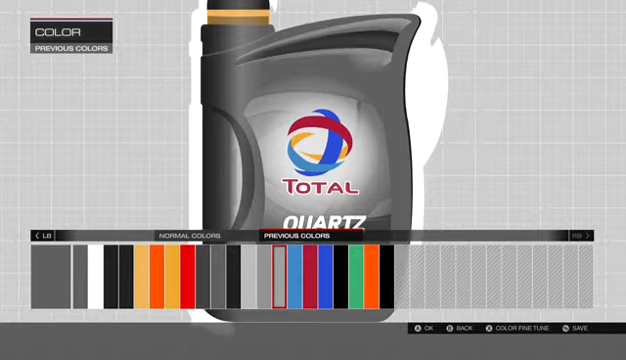 COLOR
PREVIOUS COLORS
TOTAL
QUARTZ
LB NORMAL COLORS PREVIOUS COLORS RB
A OK B BACK X COLOR FINE TUNE SAVE